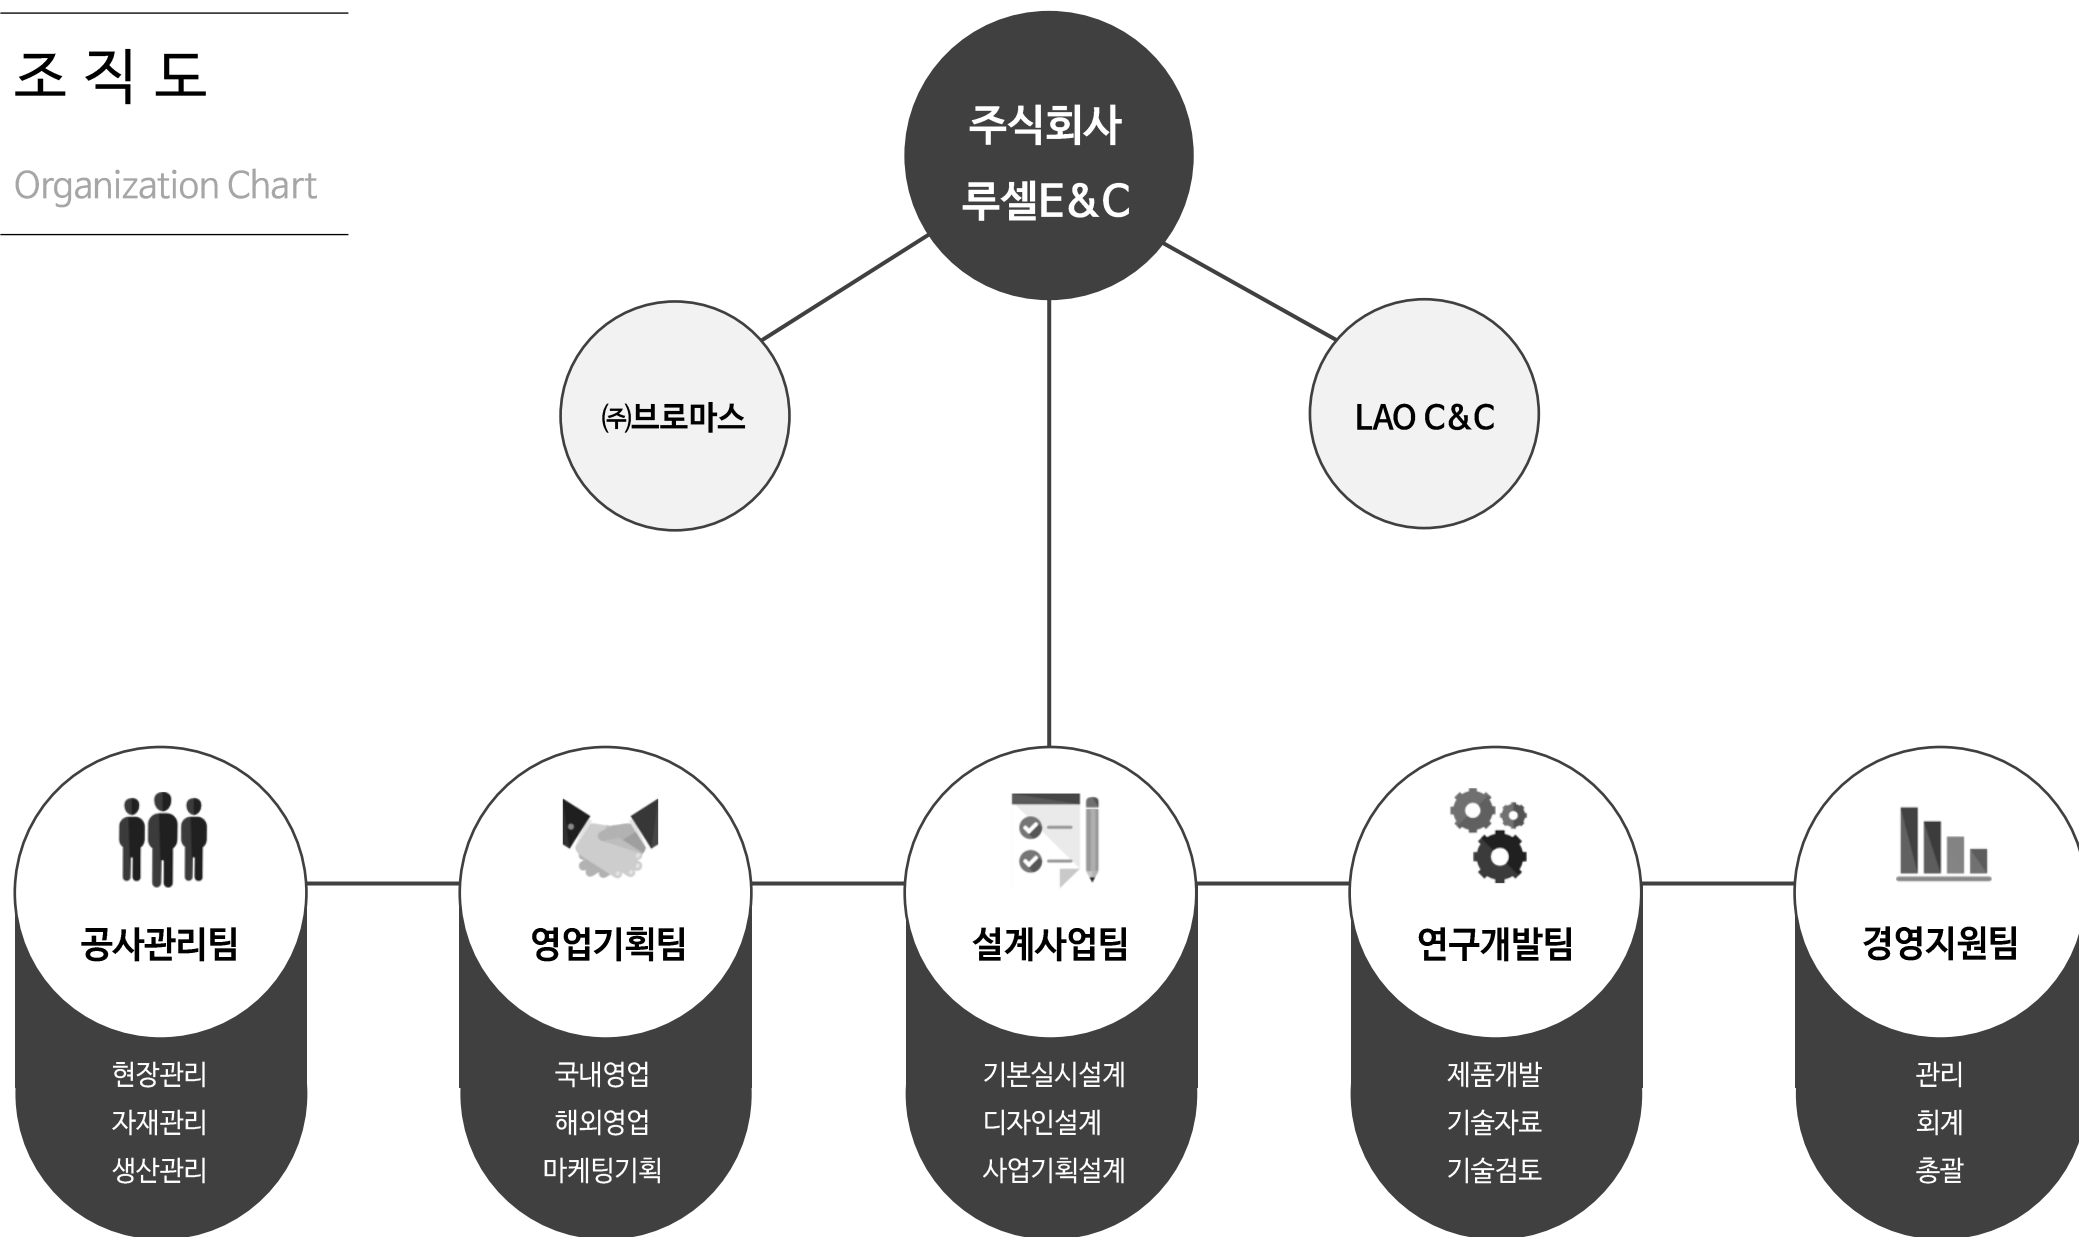 조 직 도
Organization Chart
주식회사
루셀E&C
㈜브로마스
LAO C&C
공사관리팀
현장관리
자재관리
생산관리
영업기획팀
국내영업
해외영업
마케팅기획
설계사업팀
기본실시설계
디자인설계
사업기획설계
연구개발팀
제품개발
기술자료
기술검토
경영지원팀
관리
회계
총괄